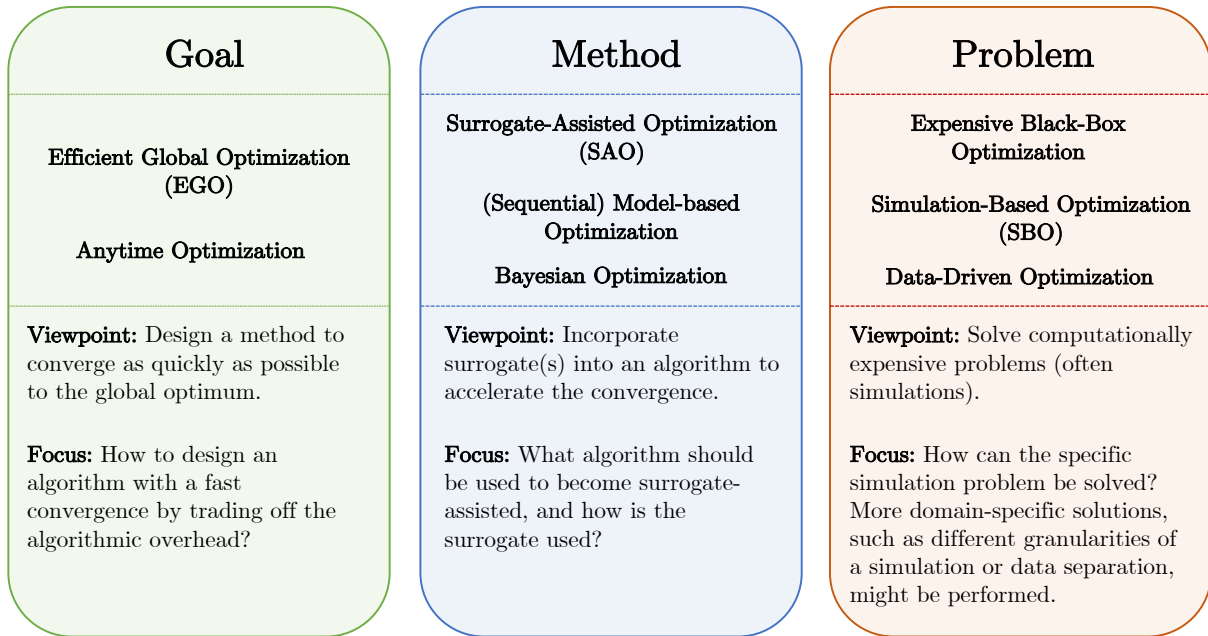 Goal
Efficient Global Optimization
(EGO)
Anytime Optimization
Viewpoint: Design a method to
converge as quickly as possible
to the global optimum.
Focus: How to design an
algorithm with a fast
convergence by trading off the
algorithmic overhead?
Method
Surrogate-Assisted Optimization
(SAO)
(Sequential) Model-based
Optimization
Bayesian Optimization
Viewpoint: Incorporate
surrogate(s) into an algorithm to
accelerate the convergence.
Focus: What algorithm should
be used to become surrogate-
assisted, and how is the
surrogate used?
Problem
Expensive Black-Box
Optimization
Simulation-Based Optimization
(SBO)
Data-Driven Optimization
Viewpoint: Solve computationally
expensive problems (often
simulations).
Focus: How can the specific
simulation problem be solved?
More domain-specific solutions,
such as different granularities of
a simulation or data separation,
might be performed.